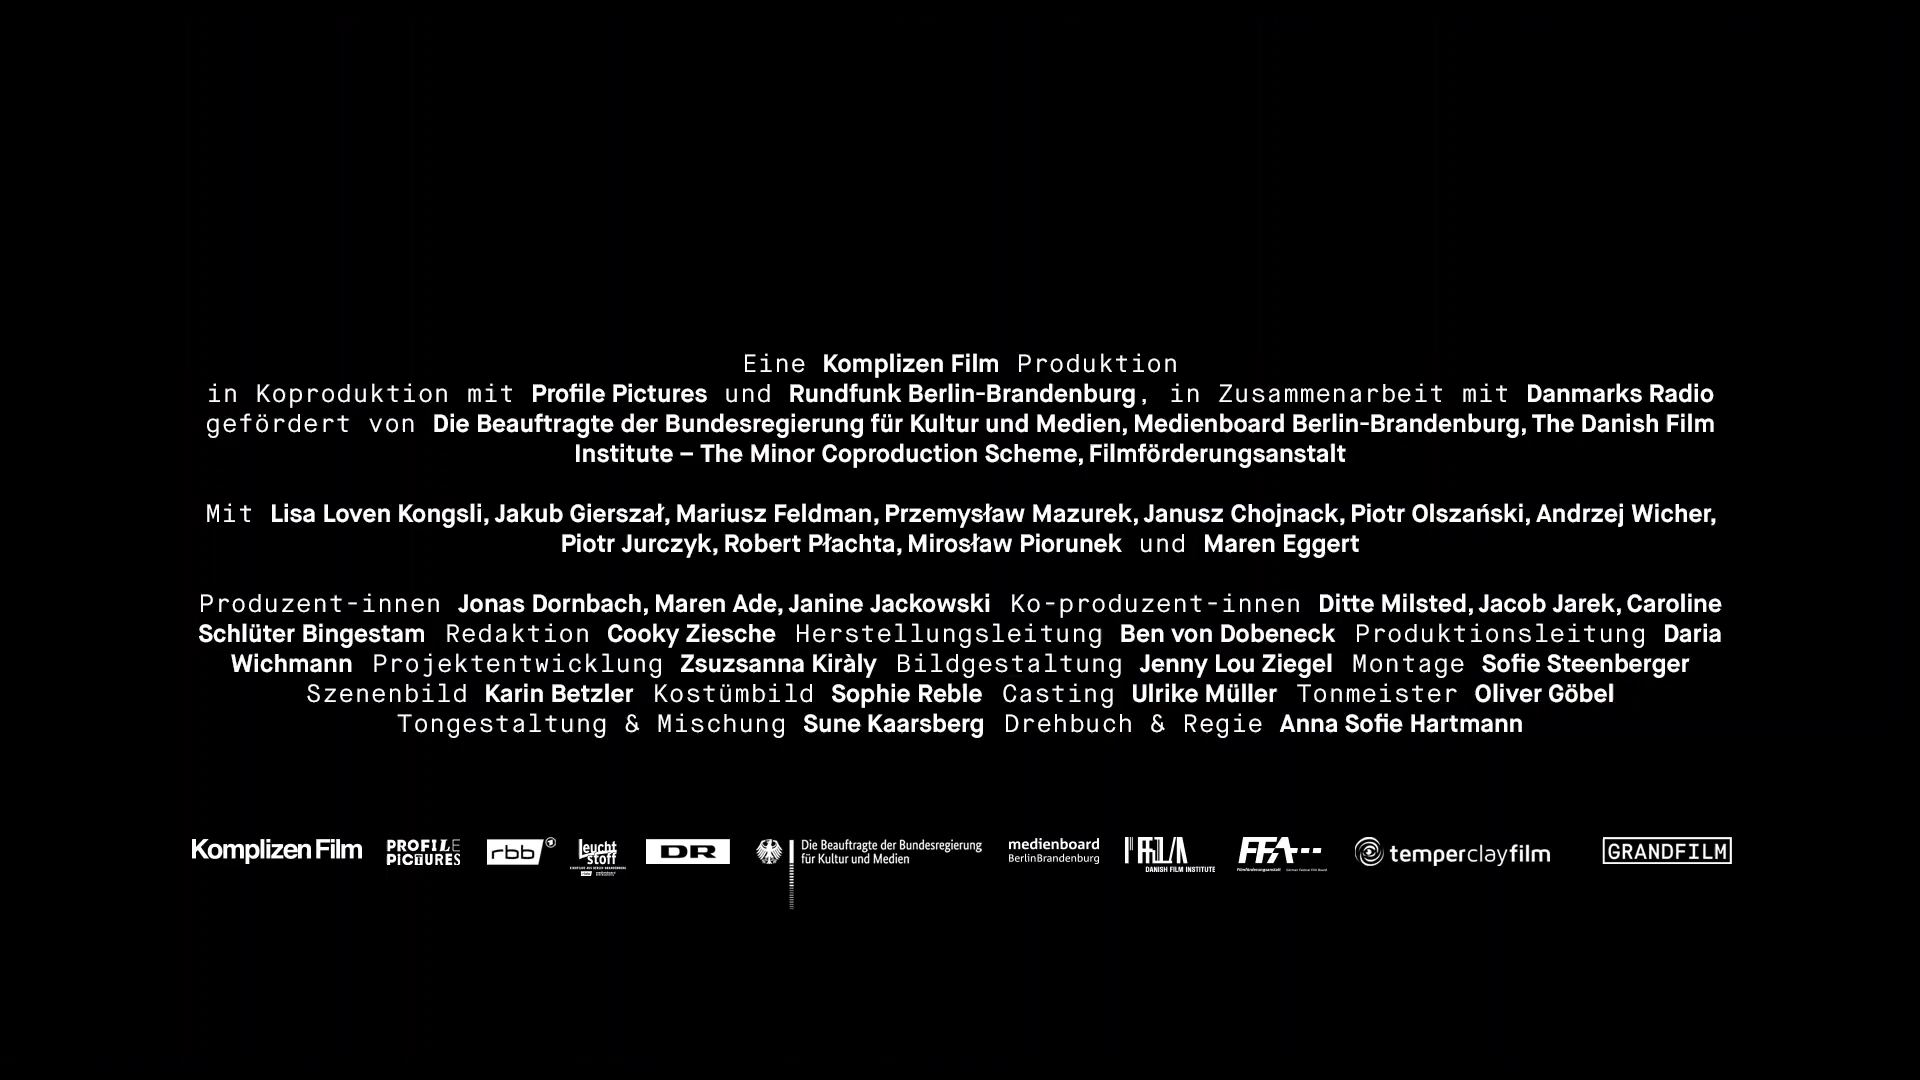 Eine Komplizen Film Produktion
in Koproduktion mit Profile Pictures und Rundfunk Berlin-Brandenburg, in Zusammenarbeit mit Danmarks Radio
gefördert von Die Beauftragte der Bundesregierung für Kultur und Medien, Medienboard Berlin-Brandenburg, The Danish Film
Institute – The Minor Coproduction Scheme, Filmförderungsanstalt
Mit Lisa Loven Kongsli, Jakub Gierszał, Mariusz Feldman, Przemysław Mazurek, Janusz Chojnack, Piotr Olszański, Andrzej Wicher,
Piotr Jurczyk, Robert Płachta, Mirosław Piorunek und Maren Eggert
Produzent-innen Jonas Dornbach, Maren Ade, Janine Jackowski Ko-produzent-innen Ditte Milsted, Jacob Jarek, Caroline
Schlüter Bingestam Redaktion Cooky Ziesche Herstellungsleitung Ben von Dobeneck Produktionsleitung Daria
Wichmann Projektentwicklung Zsuzsanna Kiràly Bildgestaltung Jenny Lou Ziegel Montage Sofie Steenberger
Szenenbild Karin Betzler Kostümbild Sophie Reble Casting Ulrike Müller Tonmeister Oliver Göbel
Tongestaltung & Mischung Sune Kaarsberg Drehbuch & Regie Anna Sofie Hartmann
Komplizen Film
PROFILE
PICTURES
rbb
leucht
stoff
DR
Die Beauftragte der Bundesregierung
für Kultur und Medien
medienboard
BerlinBrandenburg
DANISH FILM INSTITUTE
FFA
temperclayfilm
GRANDFILM